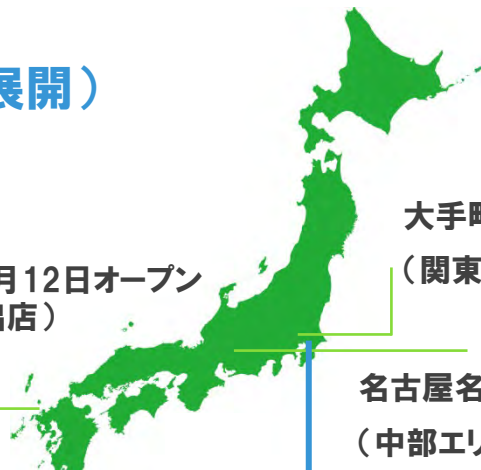 展開）
大手町
（関東
月12日オープン
出店）
名古屋名
（中部エリ